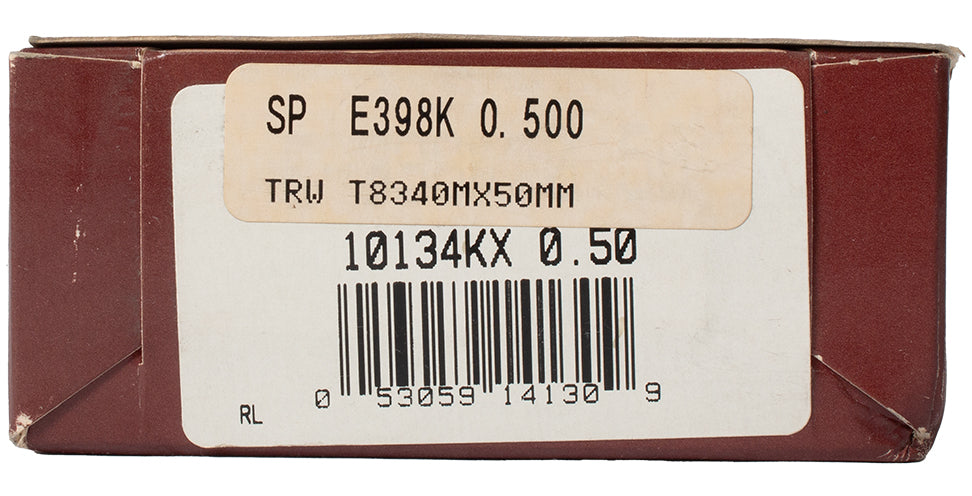 SP E398K 0.500
TRW T8340MX50MM
10134KX 0.50
0 53059 14130 9
RL